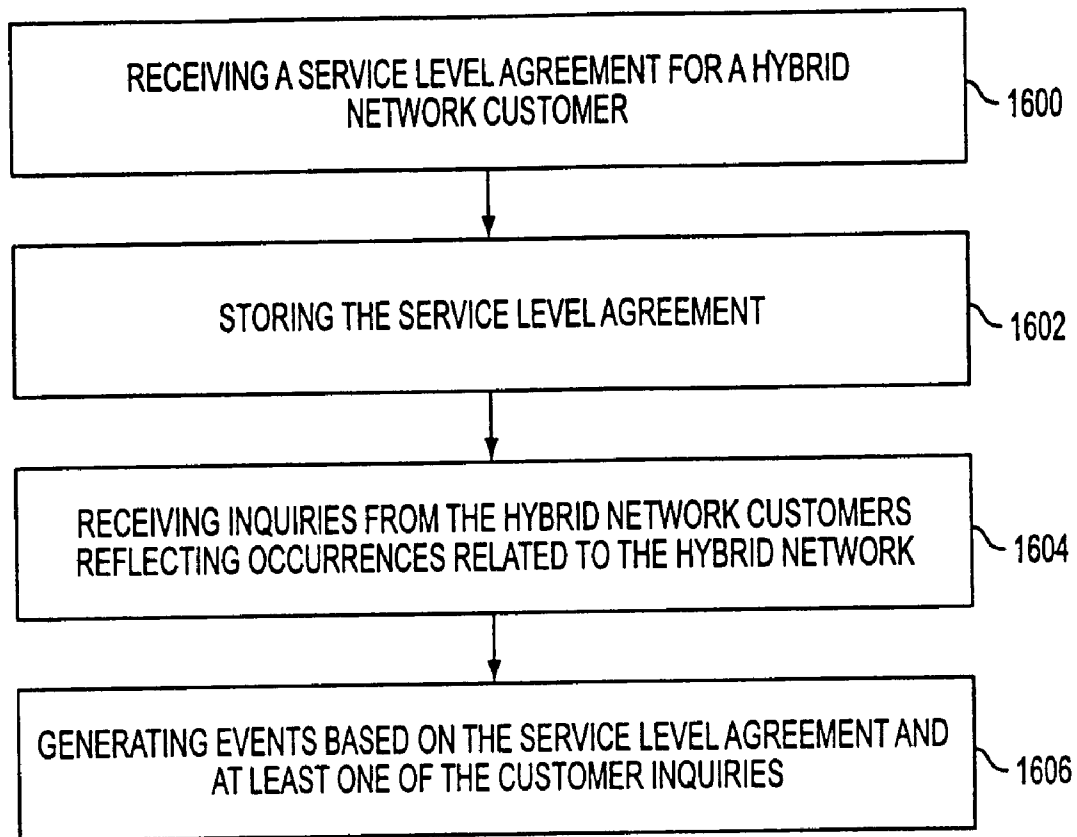 RECEIVING A SERVICE LEVEL AGREEMENT FOR A HYBRID
NETWORK CUSTOMER
1600
STORING THE SERVICE LEVEL AGREEMENT
1602
RECEIVING INQUIRIES FROM THE HYBRID NETWORK CUSTOMERS
REFLECTING OCCURRENCES RELATED TO THE HYBRID NETWORK
1604
GENERATING EVENTS BASED ON THE SERVICE LEVEL AGREEMENT AND
AT LEAST ONE OF THE CUSTOMER INQUIRIES
1606